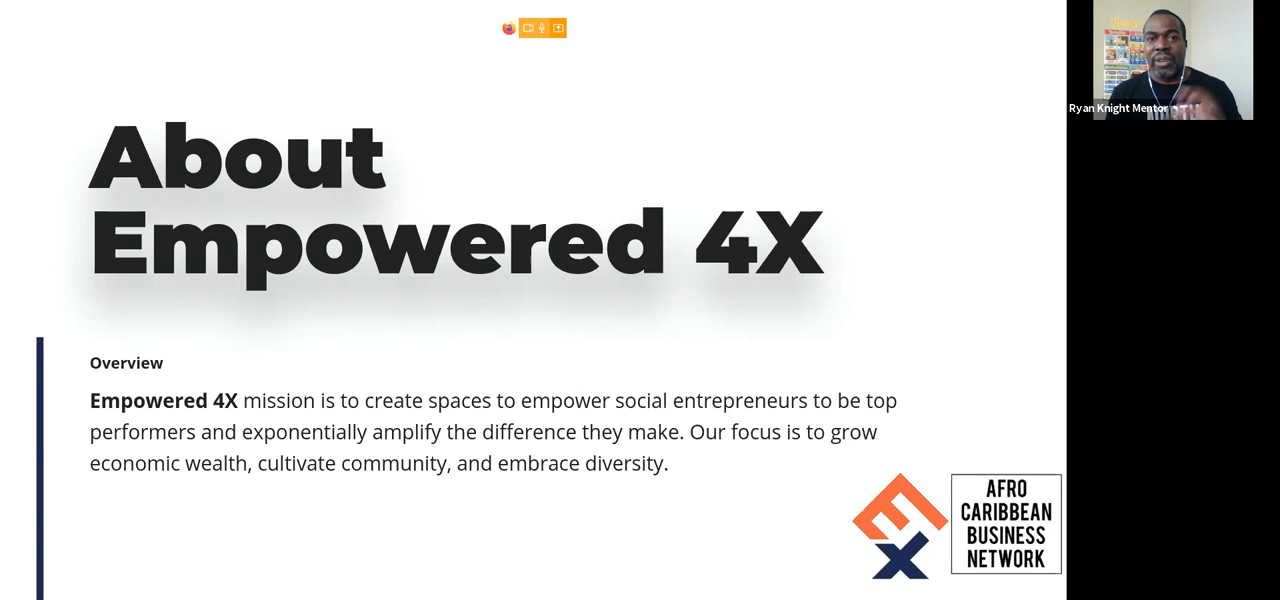 About
Empowered 4X
Overview
Empowered 4X mission is to create spaces to empower social entrepreneurs to be top
performers and exponentially amplify the difference they make. Our focus is to grow
economic wealth, cultivate community, and embrace diversity.
AFRO
CARIBBEAN
BUSINESS
NETWORK
Ryan Knight Mentor